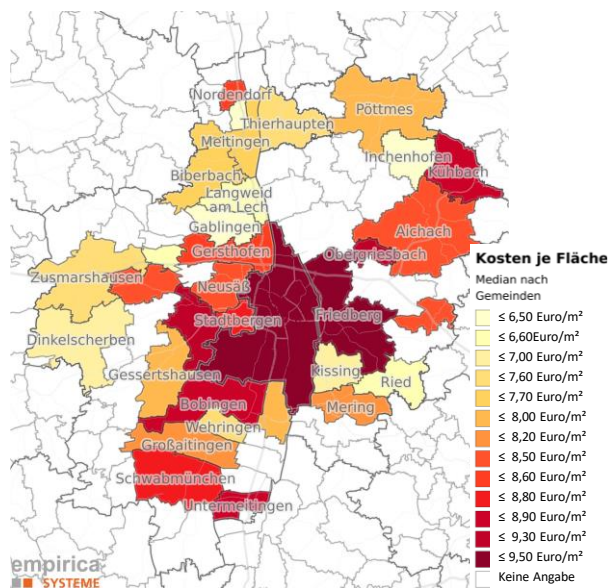 Nordendorf
Pöttmes
Thierhaupten
Meitingen
Inchenhofen
Kühbach
Biberbach
Langweid
am Lech
Gablingen
Aichach
Gersthofen
Obergriesbach
Zusmarshausen
Neusäß
Stadtbergen
Friedberg
Dinkelscherben
Kissing
Gessertshausen
Ried
Bobingen
Mering
Wehringen
Großaitingen
Schwabmünchen
Untermeitingen
empirica
SYSTEME
Kosten je Fläche
Median nach
Gemeinden
≤ 6,50 Euro/m²
≤ 6,60Euro/m²
≤ 7,00 Euro/m²
≤ 7,60 Euro/m²
≤ 7,70 Euro/m²
≤ 8,00 Euro/m²
≤ 8,20 Euro/m²
≤ 8,50 Euro/m²
≤ 8,60 Euro/m²
≤ 8,80 Euro/m²
≤ 8,90 Euro/m²
≤ 9,30 Euro/m²
≤ 9,50 Euro/m²
Keine Angabe